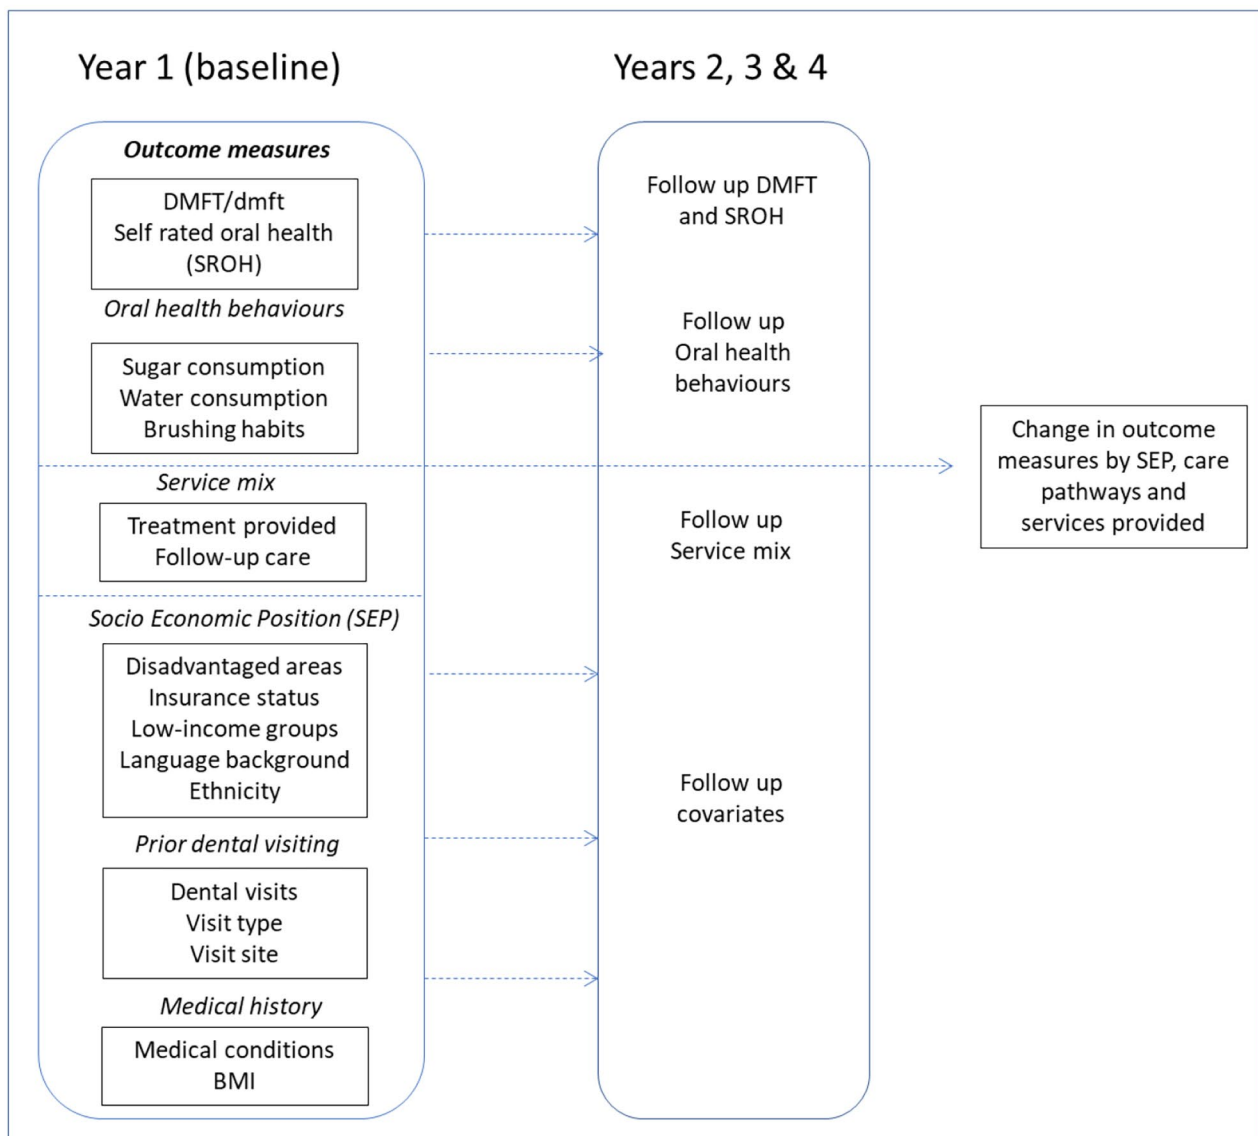 Year 1 (baseline)
Outcome measures
DMFT/dmft
Self rated oral health
(SROH)
Oral health behaviours
Sugar consumption
Water consumption
Brushing habits
Service mix
Treatment provided
Follow-up care
Socio Economic Position (SEP)
Disadvantaged areas
Insurance status
Low-income groups
Language background
Ethnicity
Prior dental visiting
Dental visits
Visit type
Visit site
Medical history
Medical conditions
BMI
Years 2, 3 & 4
Follow up DMFT
and SROH
Follow up
Oral health
behaviours
Follow up
Service mix
Follow up
covariates
Change in outcome
measures by SEP, care
pathways and
services provided